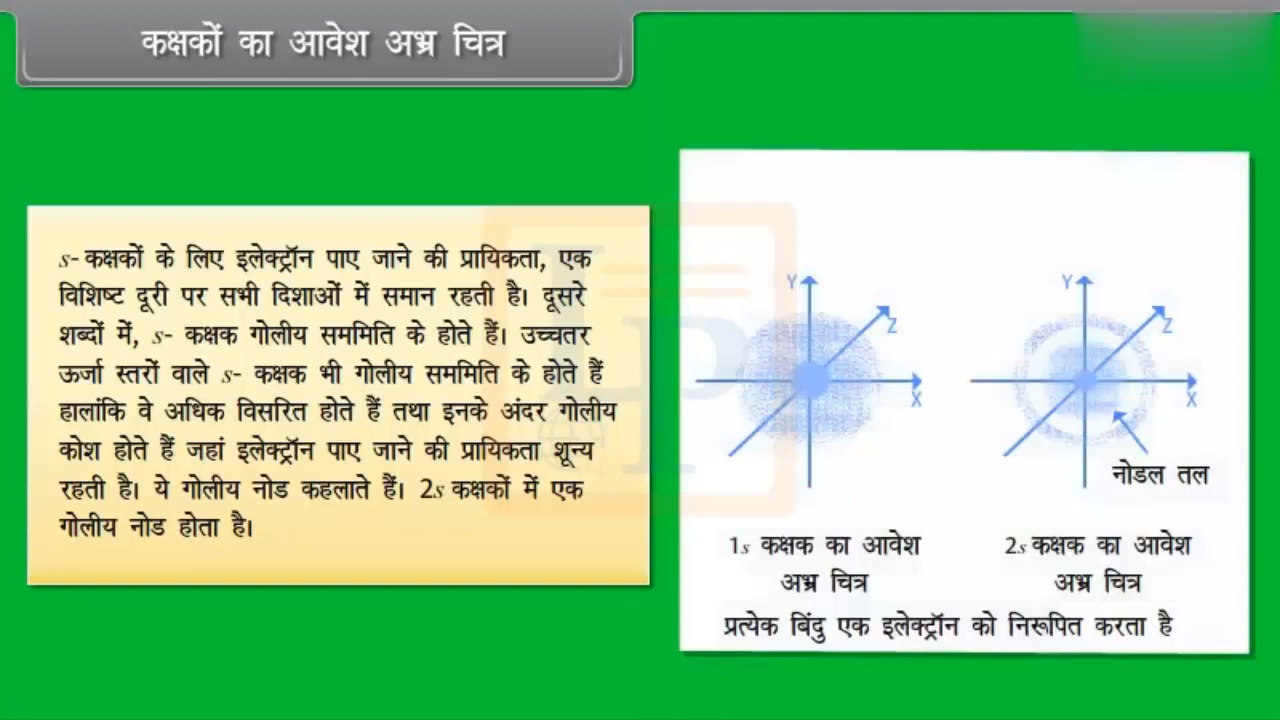 कक्षकों का आवेश अभ्र चित्र
s- कक्षकों के लिए इलेक्ट्रॉन पाए जाने की प्रायिकता, एक
विशिष्ट दूरी पर सभी दिशाओं में समान रहती है। दूसरे
शब्दों में, s- कक्षक गोलीय सममिति के होते हैं। उच्चतर
ऊर्जा स्तरों वाले s- कक्षक भी गोलीय सममिति के होते हैं
हालांकि वे अधिक विसरित होते हैं तथा इनके अंदर गोलीय
कोश होते हैं जहां इलेक्ट्रॉन पाए जाने की प्रायिकता शून्य
रहती है। ये गोलीय नोड कहलाते हैं। 2s कक्षकों में एक
गोलीय नोड होता है।
Y
Z
X
Y
Z
X
नोडल तल
1s कक्षक का आवेश
अभ्र चित्र
2s कक्षक का आवेश
अभ्र चित्र
प्रत्येक बिंदु एक इलेक्ट्रॉन को निरूपित करता है
LP